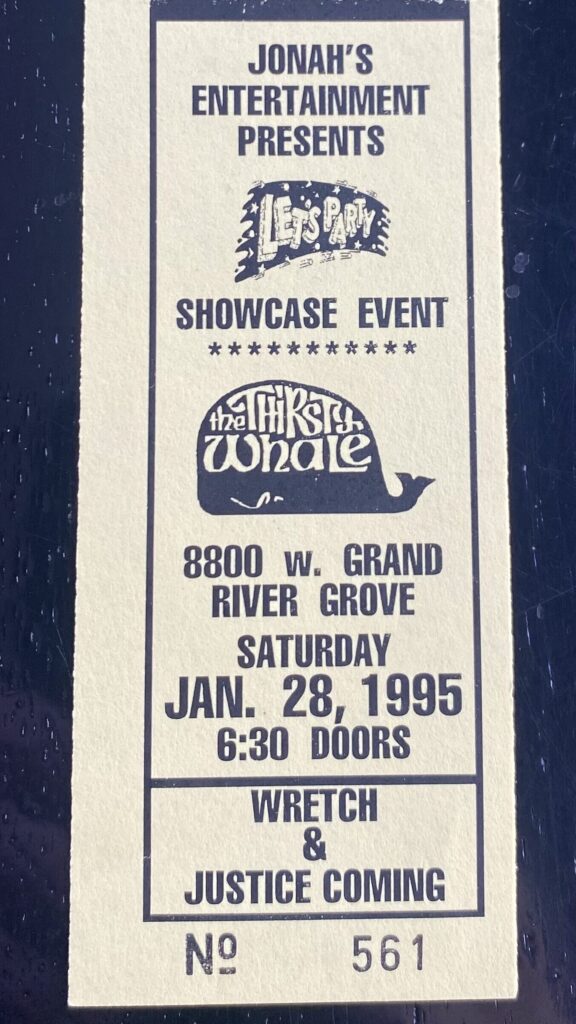 JONAH'S
ENTERTAINMENT
PRESENTS
LET'S PARTY
SHOWCASE EVENT
***********
the THIRSTY
WHALE
8800 w. GRAND
RIVER GROVE
SATURDAY
JAN. 28, 1995
6:30 DOORS
WRETCH
&
JUSTICE COMING
Nº 561